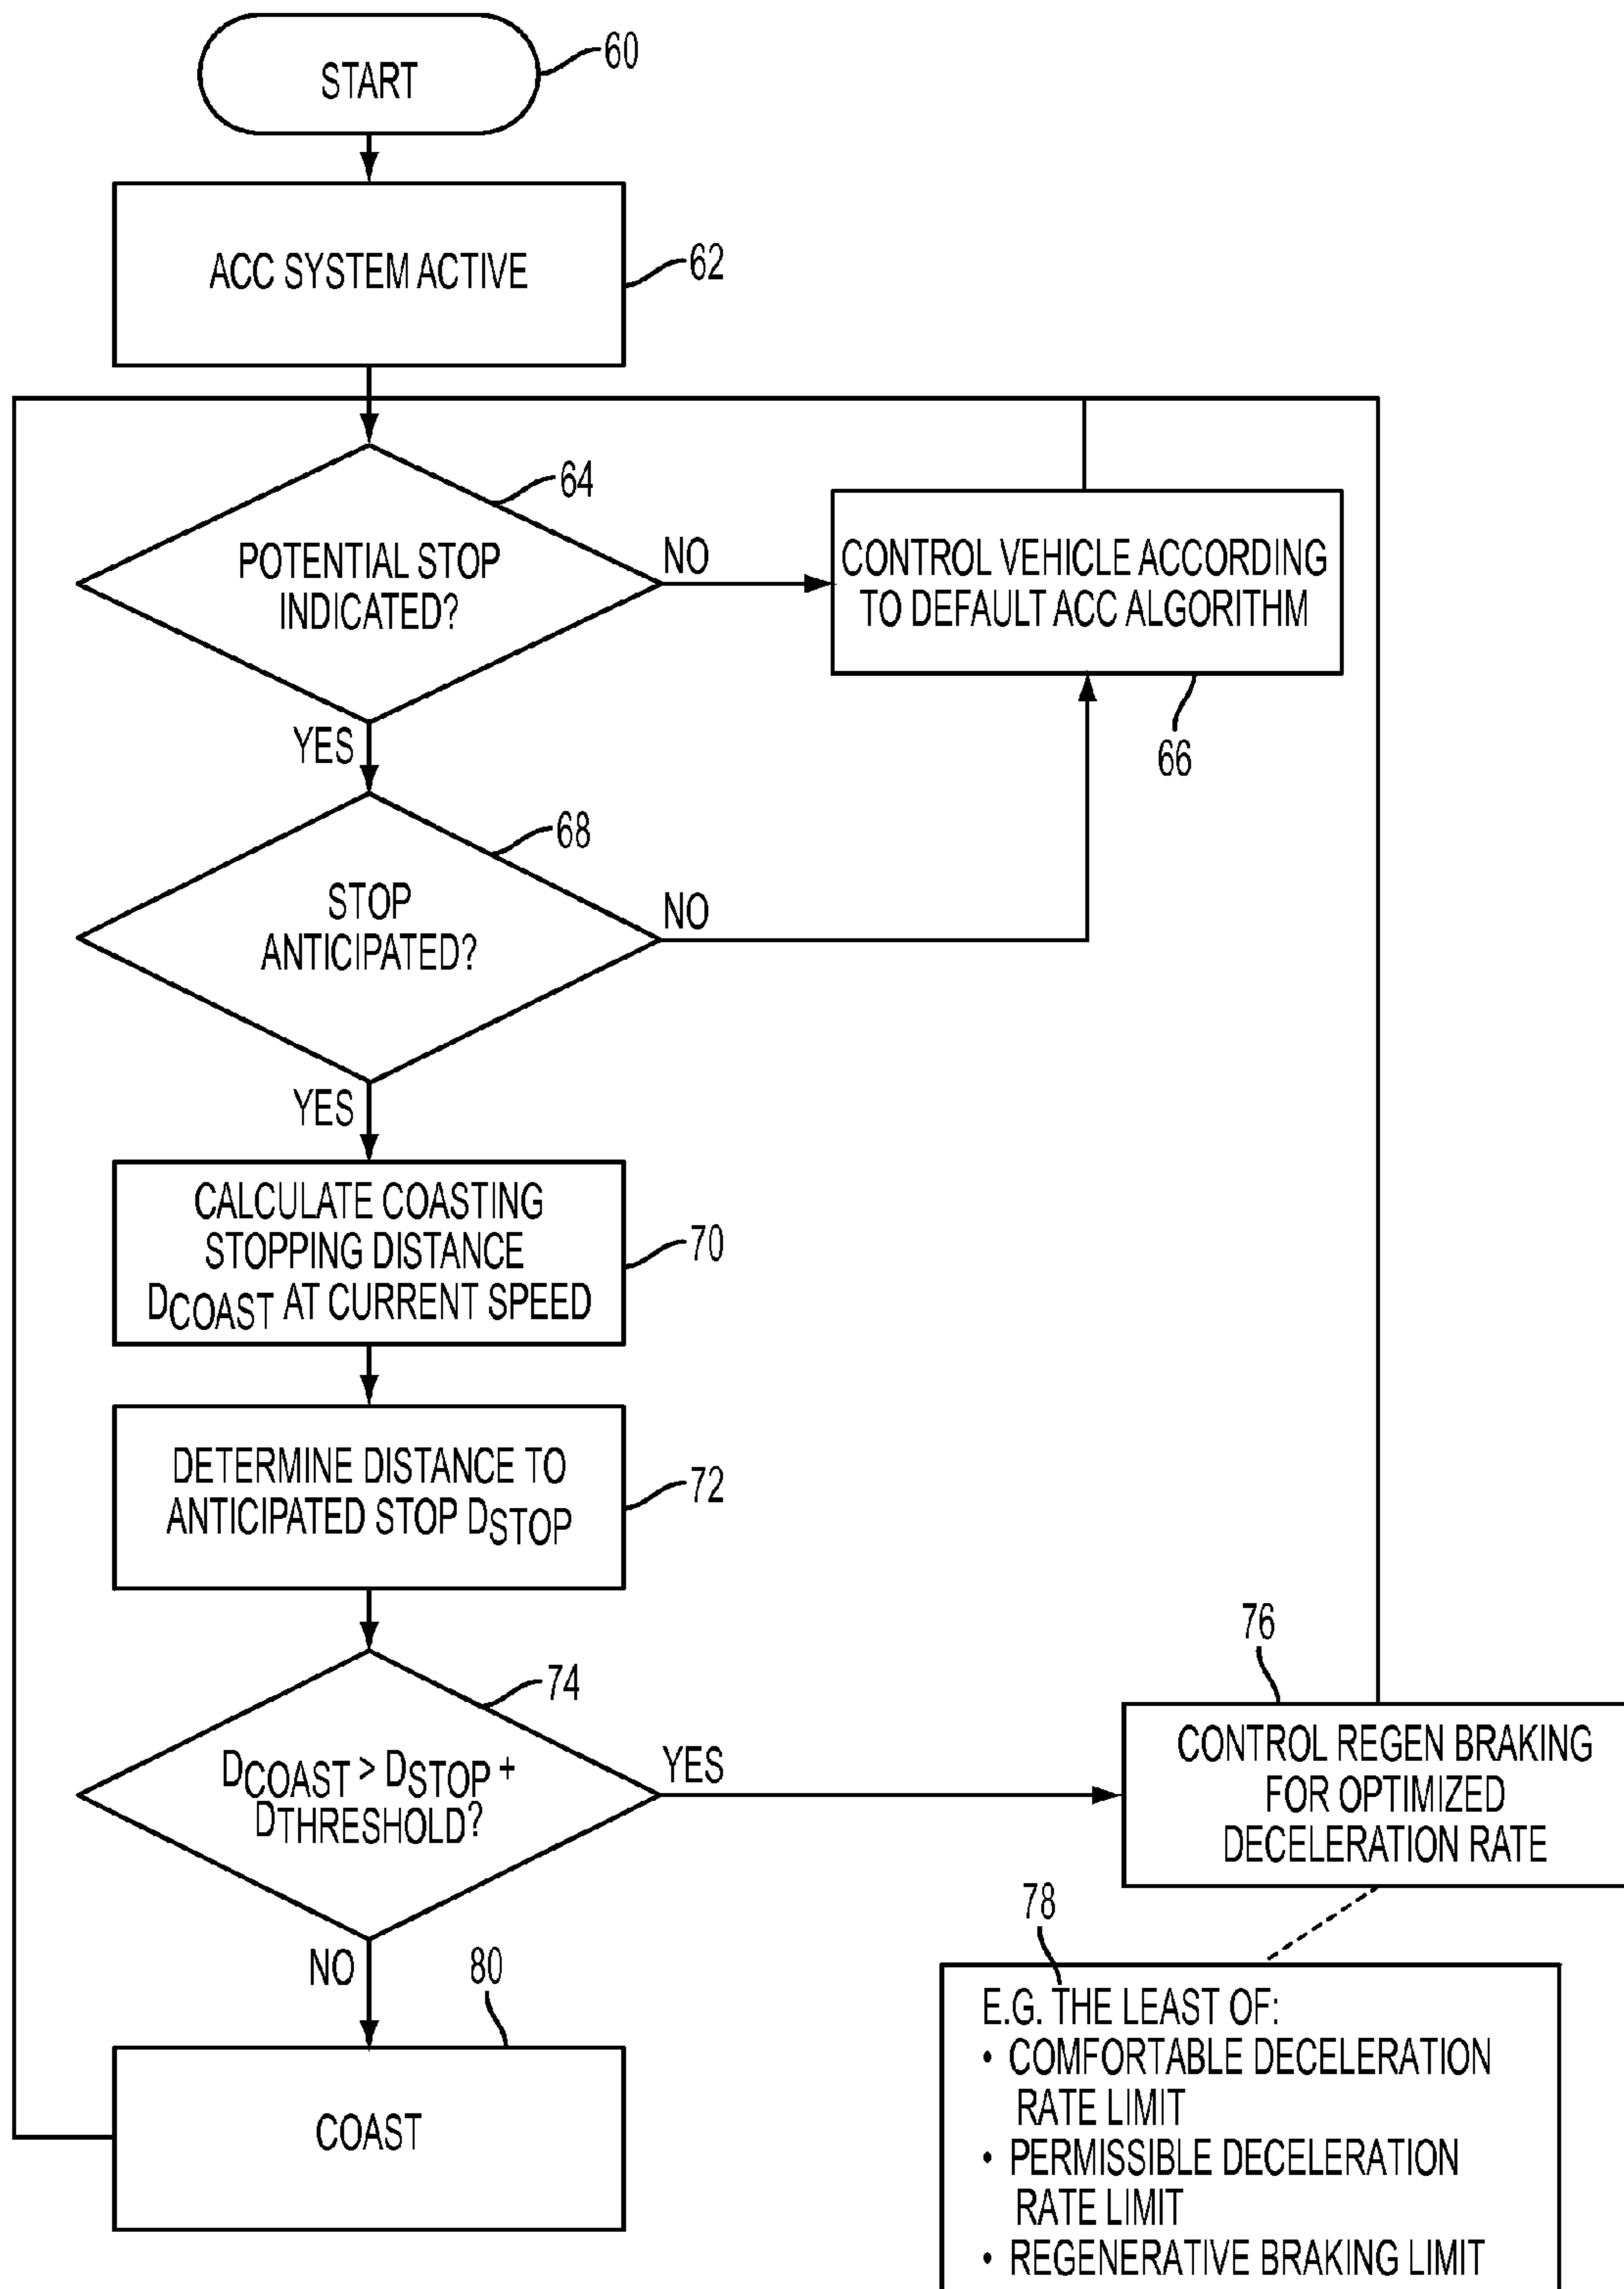 START
60
ACC SYSTEM ACTIVE
62
64
POTENTIAL STOP
INDICATED?
NO
CONTROL VEHICLE ACCORDING
TO DEFAULT ACC ALGORITHM
66
YES
68
STOP
ANTICIPATED?
NO
YES
CALCULATE COASTING
STOPPING DISTANCE
DCOAST AT CURRENT SPEED
70
DETERMINE DISTANCE TO
ANTICIPATED STOP DSTOP
72
74
DCOAST > DSTOP +
DTHRESHOLD?
YES
76
CONTROL REGEN BRAKING
FOR OPTIMIZED
DECELERATION RATE
NO
80
COAST
78
E.G. THE LEAST OF:
• COMFORTABLE DECELERATION
RATE LIMIT
• PERMISSIBLE DECELERATION
RATE LIMIT
• REGENERATIVE BRAKING LIMIT